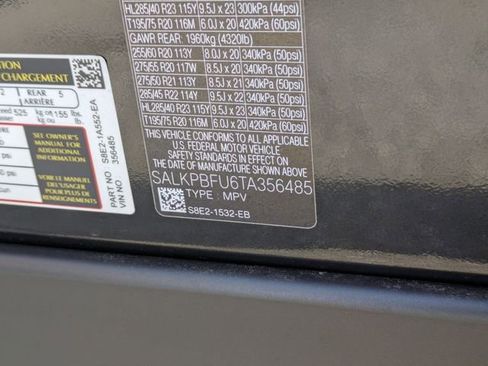 HL285/40 R23 115Y 9.5J x 23 300kPa (44psi)
T195/75 R20 116M 6.0J x 20 420kPa (60psi)
GAWR REAR: 1960kg (4320lb)
255/60 R20 113Y 8.0J x 20 340kPa (50psi)
275/55 R20 117W 8.5J x 20 340kPa (50psi)
275/50 R21 113Y 8.5J x 21 340kPa (50psi)
285/45 R22 114Y 9.5J x 22 340kPa (50psi)
HL285/40 R23 115Y 9.5J x 23 340kPa (50psi)
T195/75 R20 116M 6.0J x 20 420kPa (60psi)
THIS VEHICLE CONFORMS TO ALL APPLICABLE
U.S. FEDERAL MOTOR VEHICLE
SAFETY STANDARDS IN EFFECT ON
THE DATE OF MANUFACTURE SHOWN ABOVE
SALKPBFU6TA356485
TYPE: MPV
S8E2-1532-EB
CHARGEMENT
2 REAR 5
ARRIÈRE
525 kg or 1155 lbs
SEE OWNER'S
MANUAL FOR
ADDITIONAL
INFORMATION
VOIR LE MANUEL
DE L'USAGER
POUR PLUS DE
RENSEIGNEMENTS
PART NO S8E2-1A552-EA
VIN NO 356485